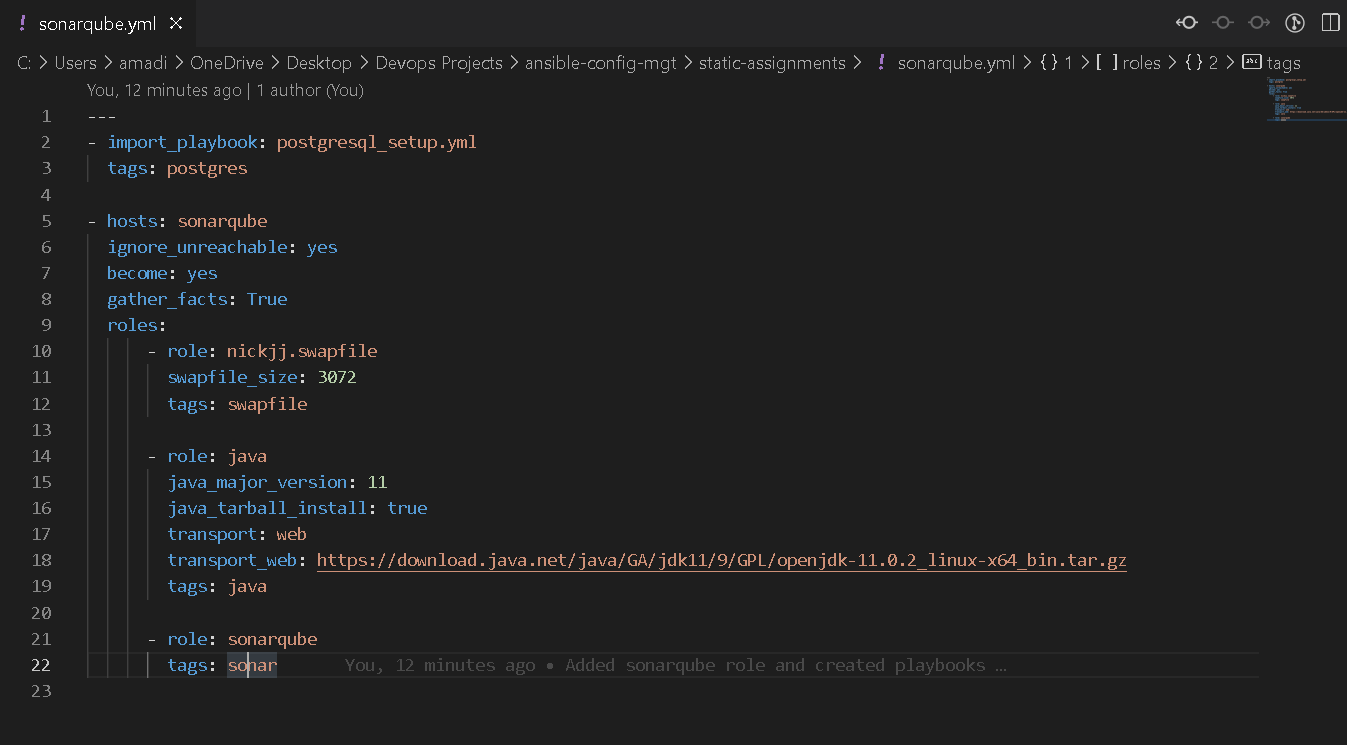 ! sonarqube.yml ×
C: > Users > amadi > OneDrive > Desktop > Devops Projects > ansible-config-mgt > static-assignments > ! sonarqube.yml > {} 1 > [ ] roles > {} 2 > abc tags
You, 12 minutes ago | 1 author (You)
1 ---
2 - import_playbook: postgresql_setup.yml
3   tags: postgres
4
5 - hosts: sonarqube
6   ignore_unreachable: yes
7   become: yes
8   gather_facts: True
9   roles:
10       - role: nickjj.swapfile
11         swapfile_size: 3072
12         tags: swapfile
13
14       - role: java
15         java_major_version: 11
16         java_tarball_install: true
17         transport: web
18         transport_web: https://download.java.net/java/GA/jdk11/9/GPL/openjdk-11.0.2_linux-x64_bin.tar.gz
19         tags: java
20
21       - role: sonarqube
22         tags: sonar     You, 12 minutes ago • Added sonarqube role and created playbooks …
23